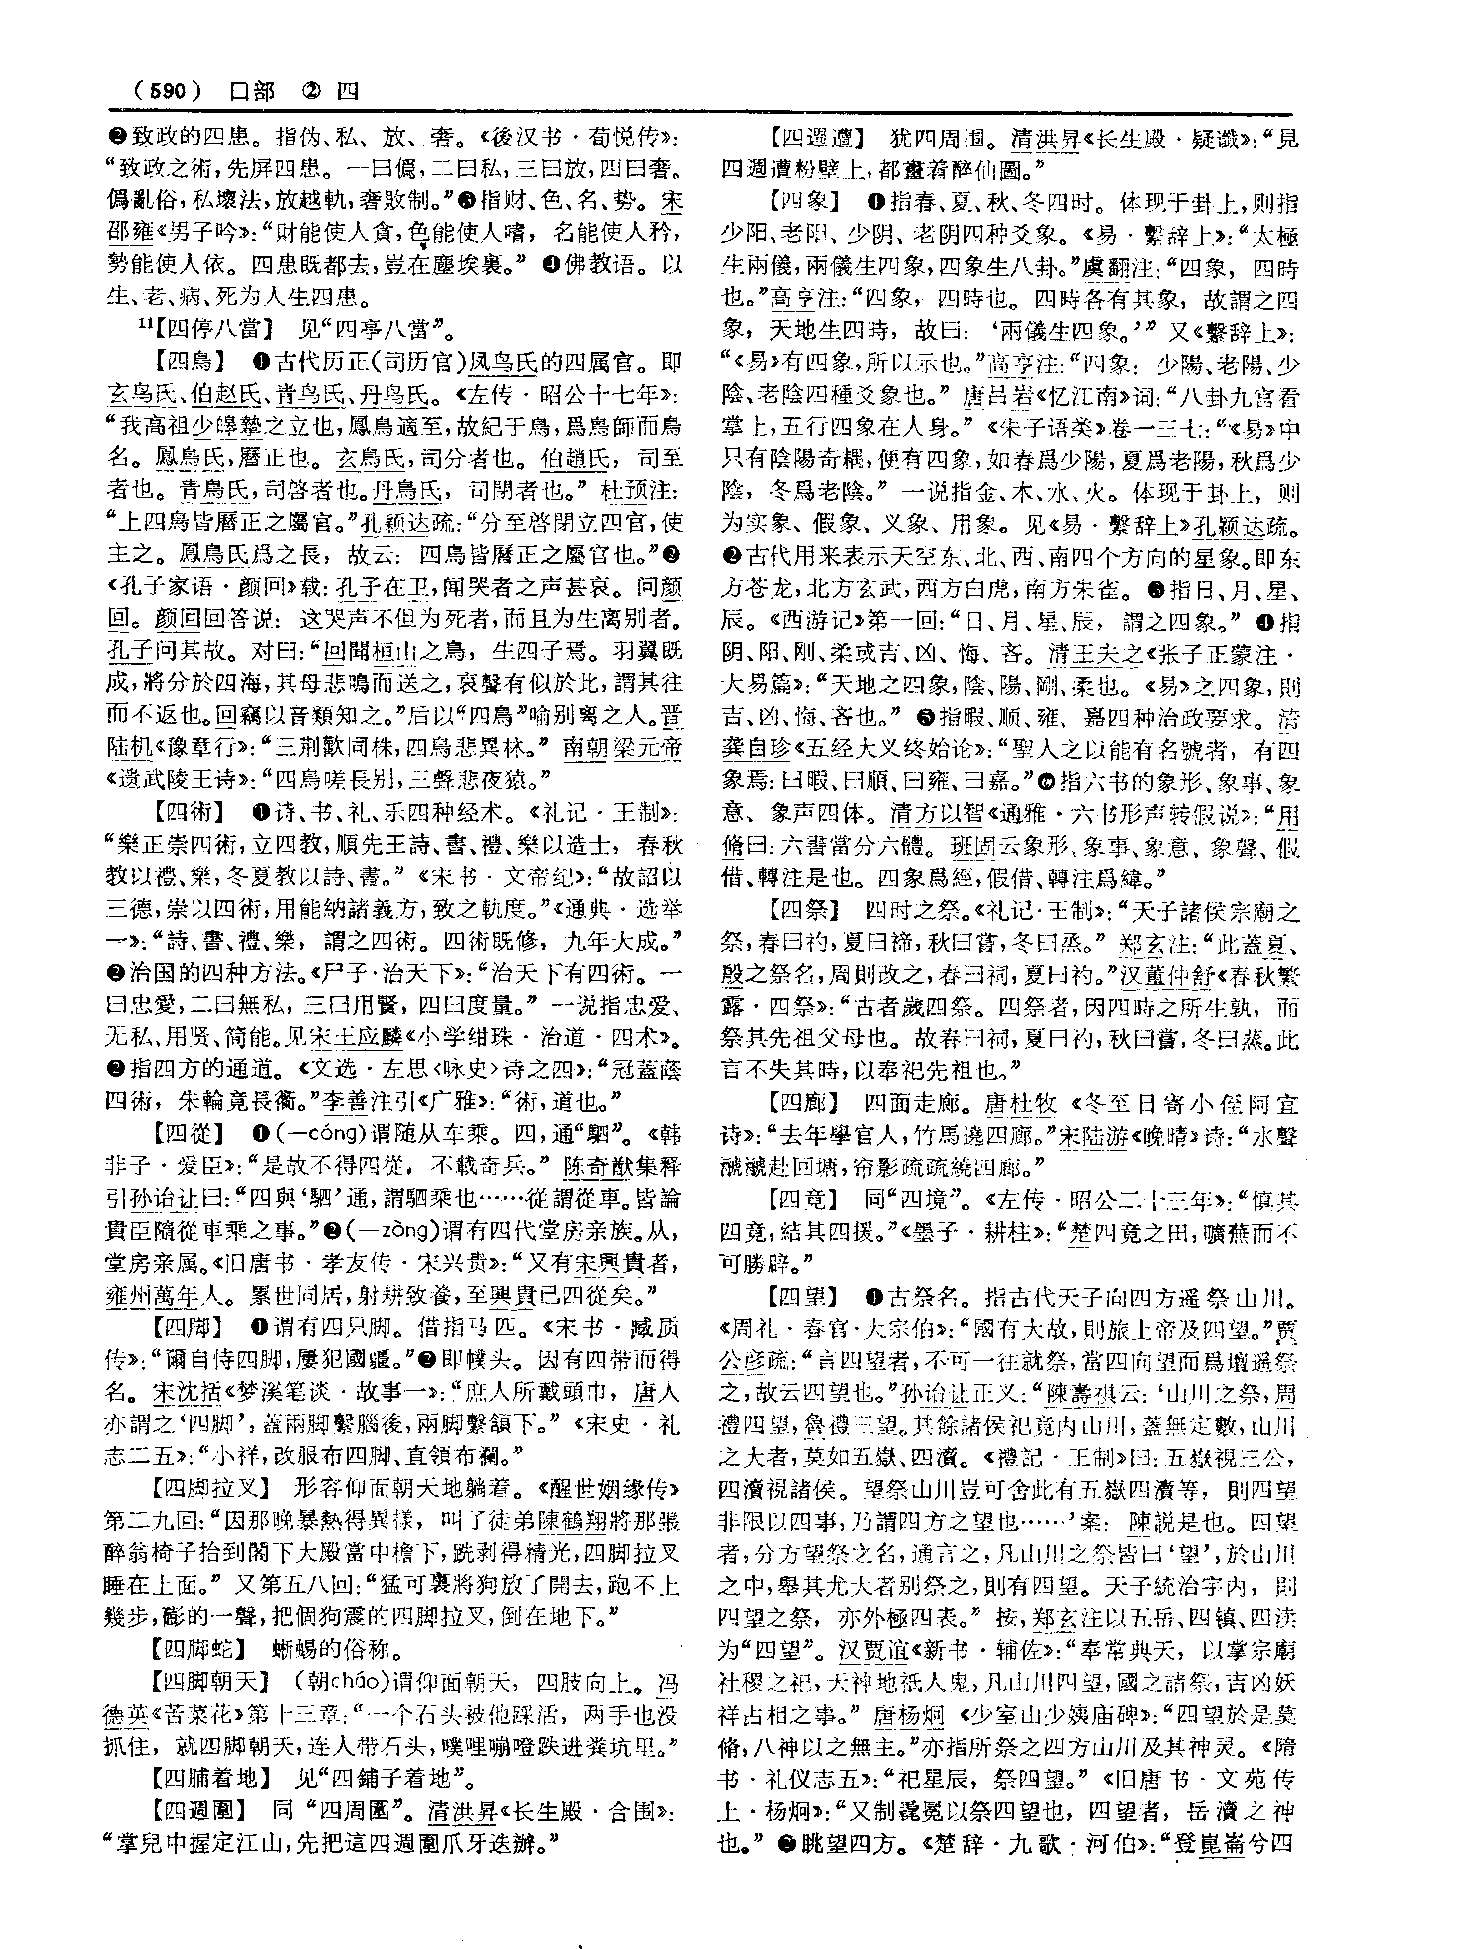 （590） 口部 ② 四
❷致政的四患。指伪、私、放、奢。《後汉书·荀悦传》：
“致政之術，先屏四患。一曰僞，二曰私，三曰放，四曰奢。
僞亂俗，私壞法，放越軌，奢敗制。”❸指财、色、名、势。宋
邵雍《男子吟》：“財能使人貪，色能使人嗜，名能使人矜，
勢能使人依。四患既都去，豈在塵埃裏。”❹佛教语。以
生、老、病、死为人生四患。
11【四停八當】 见“四亭八當”。
【四鳥】 ❶古代历正（司历官）凤鸟氏的四属官。即
玄鸟氏、伯赵氏、青鸟氏、丹鸟氏。《左传·昭公十七年》：
“我高祖少皞摯之立也，鳳鳥適至，故紀于鳥，爲鳥師而鳥
名。鳳鳥氏，曆正也。玄鳥氏，司分者也。伯趙氏，司至
者也。青鳥氏，司啓者也。丹鳥氏，司閉者也。”杜预注：
“上四鳥皆曆正之屬官。”孔颖达疏：“分至啓閉立四官，使
主之。鳳鳥氏爲之長，故云：四鳥皆曆正之屬官也。”❷
《孔子家语·颜回》载：孔子在卫，闻哭者之声甚哀。问颜
回。颜回回答说：这哭声不但为死者，而且为生离别者。
孔子问其故。对曰：“回聞桓山之鳥，生四子焉。羽翼既
成，將分於四海，其母悲鳴而送之，哀聲有似於此，謂其往
而不返也。回竊以音類知之。”后以“四鳥”喻别离之人。晋
陆机《豫章行》：“三荆歡同株，四鳥悲異林。”南朝梁元帝
《遗武陵王诗》：“四鳥嗟長别，三聲悲夜猿。”
【四術】 ❶诗、书、礼、乐四种经术。《礼记·王制》：
“樂正崇四術，立四教，順先王詩、書、禮、樂以造士，春秋
教以禮、樂，冬夏教以詩、書。”《宋书·文帝纪》：“故詔以
三德，崇以四術，用能納諸義方，致之軌度。”《通典·选举
一》：“詩、書、禮、樂，謂之四術。四術既修，九年大成。”
❷治国的四种方法。《尸子·治天下》：“治天下有四術。一
曰忠愛，二曰無私，三曰用賢，四曰度量。”一说指忠爱、
无私、用贤、简能。见宋王应麟《小学绀珠·治道·四术》。
❷指四方的通道。《文选·左思〈咏史〉诗之四》：“冠蓋蔭
四術，朱輪竟長衢。”李善注引《广雅》：“術，道也。”
【四從】 ❶（—cóng）谓随从车乘。四，通“駟”。《韩
非子·爱臣》：“是故不得四從，不載奇兵。”陈奇猷集释
引孙诒让曰：“四與‘駟’通，謂駟乘也……從謂從車。皆論
貴臣隨從車乘之事。”❷（—zòng）谓有四代堂房亲族。从，
堂房亲属。《旧唐书·孝友传·宋兴贵》：“又有宋興貴者，
雍州萬年人。累世同居，躬耕致養，至興貴已四從矣。”
【四脚】 ❶谓有四只脚。借指马匹。《宋书·臧质
传》：“爾自恃四脚，屢犯國疆。”❷即幞头。因有四带而得
名。宋沈括《梦溪笔谈·故事一》：“庶人所戴頭巾，唐人
亦謂之‘四脚’，蓋兩脚繫腦後，兩脚繫頷下。”《宋史·礼
志二五》：“小祥，改服布四脚、直領布襴。”
【四脚拉叉】 形容仰面朝天地躺着。《醒世姻缘传》
第二九回：“因那晚暴熱得異樣，叫了徒弟陳鶴翔將那張
醉翁椅子抬到閣下大殿當中檐下，跣剥得精光，四脚拉叉
睡在上面。”又第五八回：“猛可裏將狗放了開去，跑不上
幾步，藃的一聲，把個狗震的四脚拉叉，倒在地下。”
【四脚蛇】 蜥蜴的俗称。
【四脚朝天】 （朝cháo）谓仰面朝天，四肢向上。冯
德英《苦菜花》第十三章：“一个石头被他踩活，两手也没
抓住，就四脚朝天，连人带石头，噗哩嘣噔跌进粪坑里。”
【四脯着地】 见“四鋪子着地”。
【四週圍】 同“四周圍”。清洪昇《长生殿·合围》：
“掌兒中握定江山，先把這四週圍爪牙迭辦。”
【四週遭】 犹四周围。清洪昇《长生殿·疑讖》：“見
四週遭粉壁上，都畫着醉仙圖。”
【四象】 ❶指春、夏、秋、冬四时。体现于卦上，则指
少阳、老阳、少阴、老阴四种爻象。《易·繫辞上》：“太極
生兩儀，兩儀生四象，四象生八卦。”虞翻注：“四象，四時
也。”高亨注：“四象，四時也。四時各有其象，故謂之四
象，天地生四時，故曰：‘兩儀生四象。’”又《繫辞上》：
“《易》有四象，所以示也。”高亨注：“四象：少陽、老陽、少
陰、老陰四種爻象也。”唐吕岩《忆江南》词：“八卦九宫看
掌上，五行四象在人身。”《朱子语类》卷一三七：“《易》中
只有陰陽奇耦，便有四象，如春爲少陽，夏爲老陽，秋爲少
陰，冬爲老陰。”一说指金、木、水、火。体现于卦上，则
为实象、假象、义象、用象。见《易·繫辞上》孔颖达疏。
❷古代用来表示天空东、北、西、南四个方向的星象。即东
方苍龙，北方玄武，西方白虎，南方朱雀。❸指日、月、星、
辰。《西游记》第一回：“日、月、星、辰，謂之四象。”❹指
阴、阳、刚、柔或吉、凶、悔、吝。清王夫之《张子正蒙注·
大易篇》：“天地之四象，陰、陽、剛、柔也。《易》之四象，則
吉、凶、悔、吝也。”❺指暇、顺、雍、嘉四种治政要求。清
龚自珍《五经大义终始论》：“聖人之以能有名號者，有四
象焉：曰暇、曰順、曰雍、曰嘉。”❻指六书的象形、象事、象
意、象声四体。清方以智《通雅·六书形声转假说》：“用
脩曰：六書當分六體。班固云象形、象事、象意、象聲、假
借、轉注是也。四象爲經，假借、轉注爲緯。”
【四祭】 四时之祭。《礼记·王制》：“天子諸侯宗廟之
祭，春曰礿，夏曰禘，秋曰嘗，冬曰烝。”郑玄注：“此蓋夏、
殷之祭名，周則改之，春曰祠，夏曰礿。”汉董仲舒《春秋繁
露·四祭》：“古者歲四祭。四祭者，因四時之所生孰，而
祭其先祖父母也。故春曰祠，夏曰礿，秋曰嘗，冬曰蒸。此
言不失其時，以奉祀先祖也。”
【四廊】 四面走廊。唐杜牧《冬至日寄小侄阿宜
诗》：“去年學官人，竹馬遶四廊。”宋陆游《晚晴》诗：“水聲
虢虢赴回塘，帘影疏疏繞四廊。”
【四竟】 同“四境”。《左传·昭公二十三年》：“慎其
四竟，結其四援。”《墨子·耕柱》：“楚四竟之田，曠蕪而不
可勝辟。”
【四望】 ❶古祭名。指古代天子向四方遥祭山川。
《周礼·春官·大宗伯》：“國有大故，則旅上帝及四望。”贾
公彦疏：“言四望者，不可一往就祭，當四向望而爲壇遥祭
之，故云四望也。”孙诒让正义：“陳壽祺云：‘山川之祭，周
禮四望，魯禮三望。其餘諸侯祀竟内山川，蓋無定數，山川
之大者，莫如五嶽、四瀆。《禮記·王制》曰：五嶽視三公，
四瀆視諸侯。望祭山川豈可舍此有五嶽四瀆等，則四望
非限以四事，乃謂四方之望也……’案：陳説是也。四望
者，分方望祭之名，通言之，凡山川之祭皆曰‘望’，於山川
之中，舉其尤大者别祭之，則有四望。天子統治宇内，則
四望之祭，亦外極四表。”按，郑玄注以五岳、四镇、四渎
为“四望”。汉贾谊《新书·辅佐》：“奉常典天，以掌宗廟
社稷之祀，天神地祇人鬼，凡山川四望，國之諸祭，吉凶妖
祥占相之事。”唐杨炯《少室山少姨庙碑》：“四望於是莫
脩，八神以之無主。”亦指所祭之四方山川及其神灵。《隋
书·礼仪志五》：“祀星辰，祭四望。”《旧唐书·文苑传
上·杨炯》：“又制毳冕以祭四望也，四望者，岳瀆之神
也。”❷眺望四方。《楚辞·九歌·河伯》：“登崑崙兮四